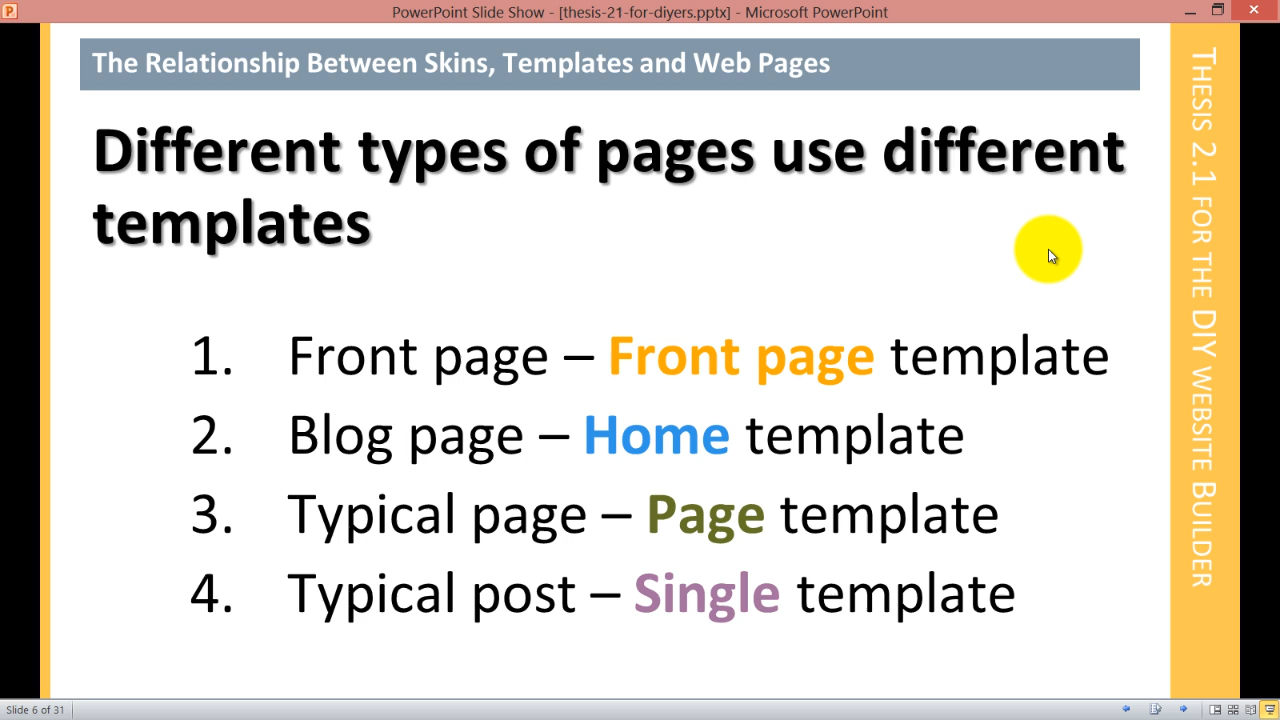 PowerPoint Slide Show - [thesis-21-for-diyers.pptx] - Microsoft PowerPoint
The Relationship Between Skins, Templates and Web Pages
Different types of pages use different
templates
1. Front page – Front page template
2. Blog page – Home template
3. Typical page – Page template
4. Typical post – Single template
Thesis 2.1 for the DIY website Builder
Slide 6 of 31